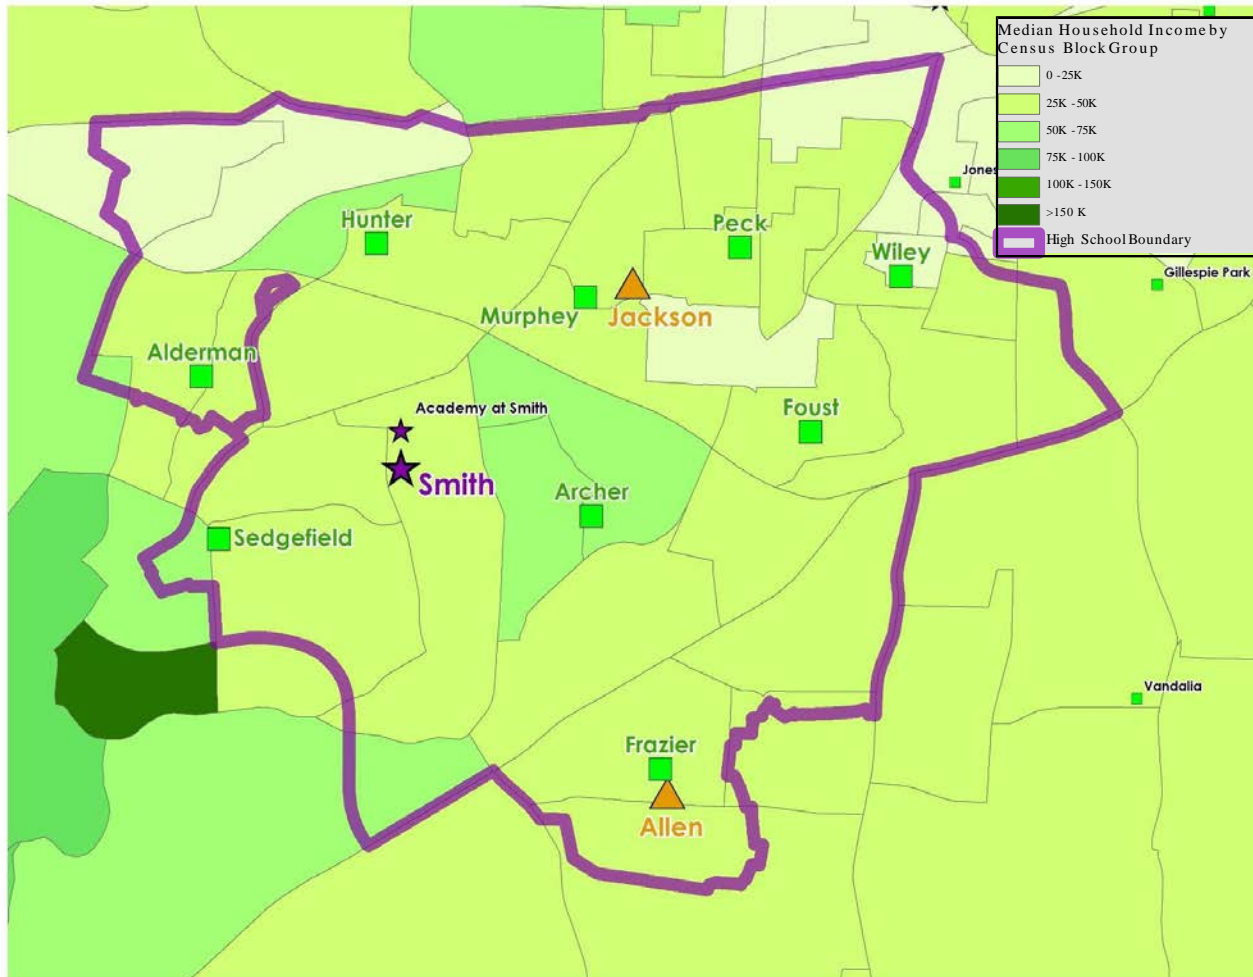 Median Household Income by
Census Block Group
0 -25K
25K -50K
50K -75K
75K -100K
100K -150K
>150 K
High School Boundary
Jones
Hunter
Peck
Wiley
Gillespie Park
Murphey
Jackson
Alderman
Academy at Smith
Foust
Smith
Archer
Sedgefield
Vandalia
Frazier
Allen